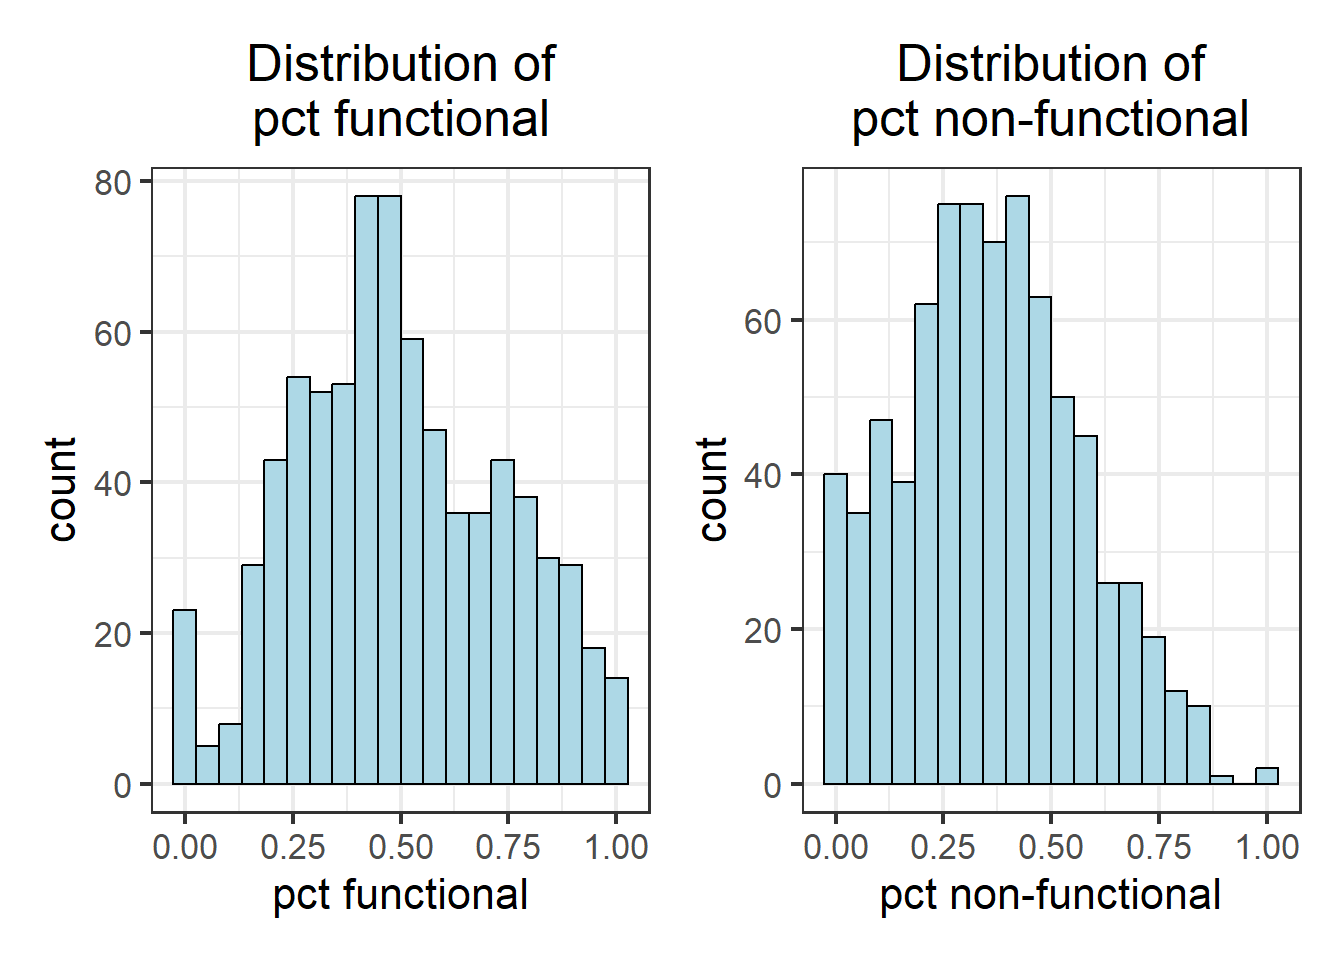 Distribution of
pct functional
80
60
40
20
0
count
0.00 0.25 0.50 0.75 1.00
pct functional
Distribution of
pct non-functional
60
40
20
0
count
0.00 0.25 0.50 0.75 1.00
pct non-functional